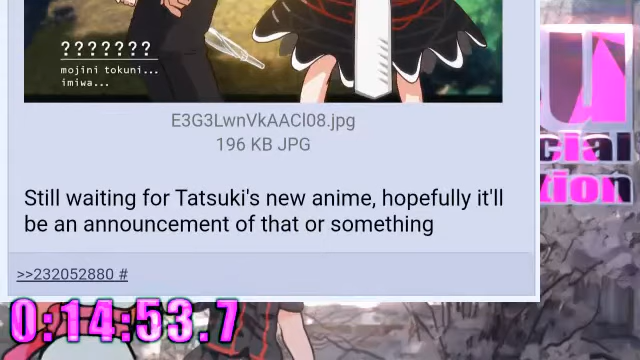 ???????
mojini tokuni...
imiwa...
E3G3LwnVkAACl08.jpg
196 KB JPG
Still waiting for Tatsuki's new anime, hopefully it'll
be an announcement of that or something
>>232052880 #
0:14:53.7